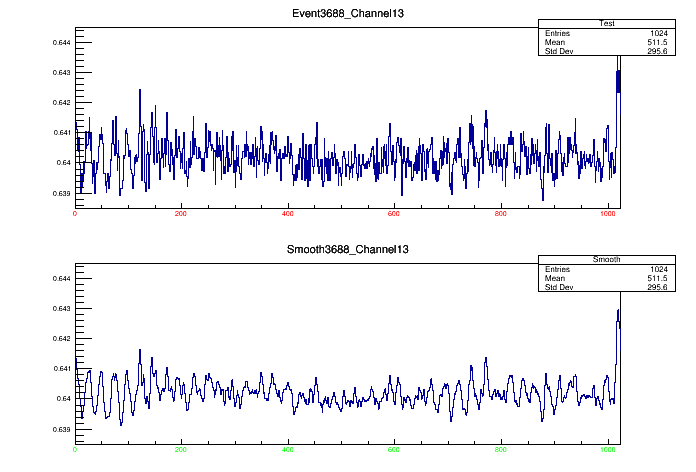 Event3688_Channel13
Test
Entries 1024
Mean 511.5
Std Dev 295.6
0.644
0.643
0.642
0.641
0.64
0.639
0 200 400 600 800 1000
Smooth3688_Channel13
Smooth
Entries 1024
Mean 511.5
Std Dev 295.6
0.644
0.643
0.642
0.641
0.64
0.639
0 200 400 600 800 1000